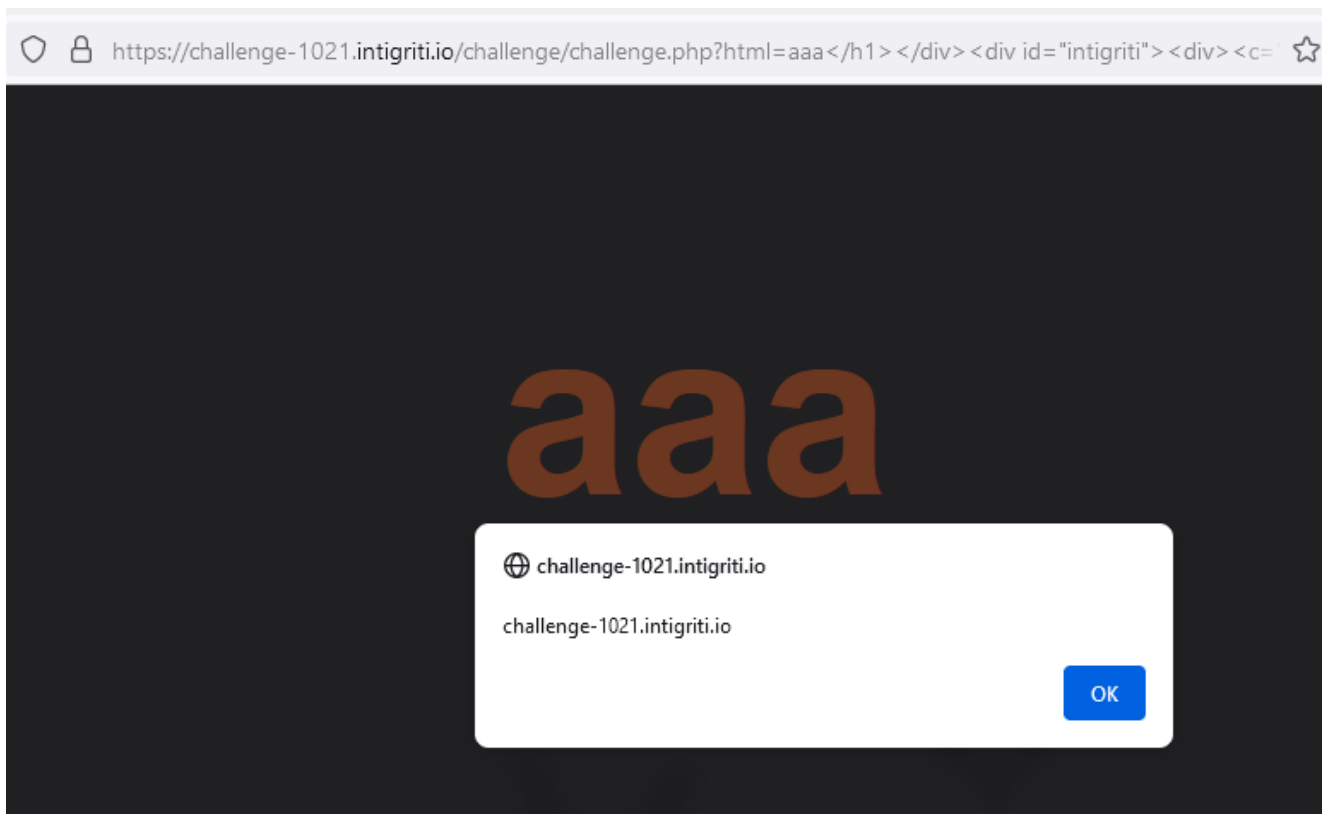 https://challenge-1021.intigriti.io/challenge/challenge.php?html=aaa</h1></div><div id="intigriti"><div><c=
aaa
challenge-1021.intigriti.io
challenge-1021.intigriti.io
OK